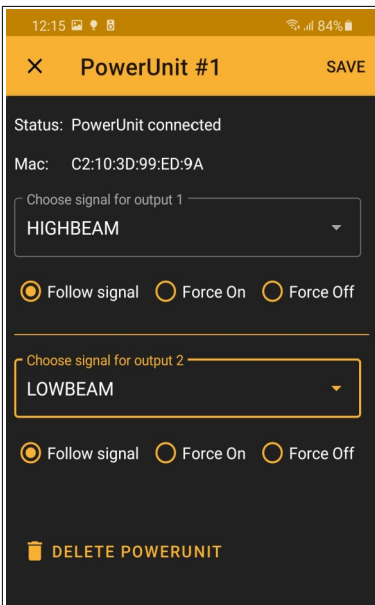 12:15 84%
PowerUnit #1 SAVE
Status: PowerUnit connected
Mac: C2:10:3D:99:ED:9A
Choose signal for output 1
HIGHBEAM
Follow signal Force On Force Off
Choose signal for output 2
LOWBEAM
Follow signal Force On Force Off
DELETE POWERUNIT